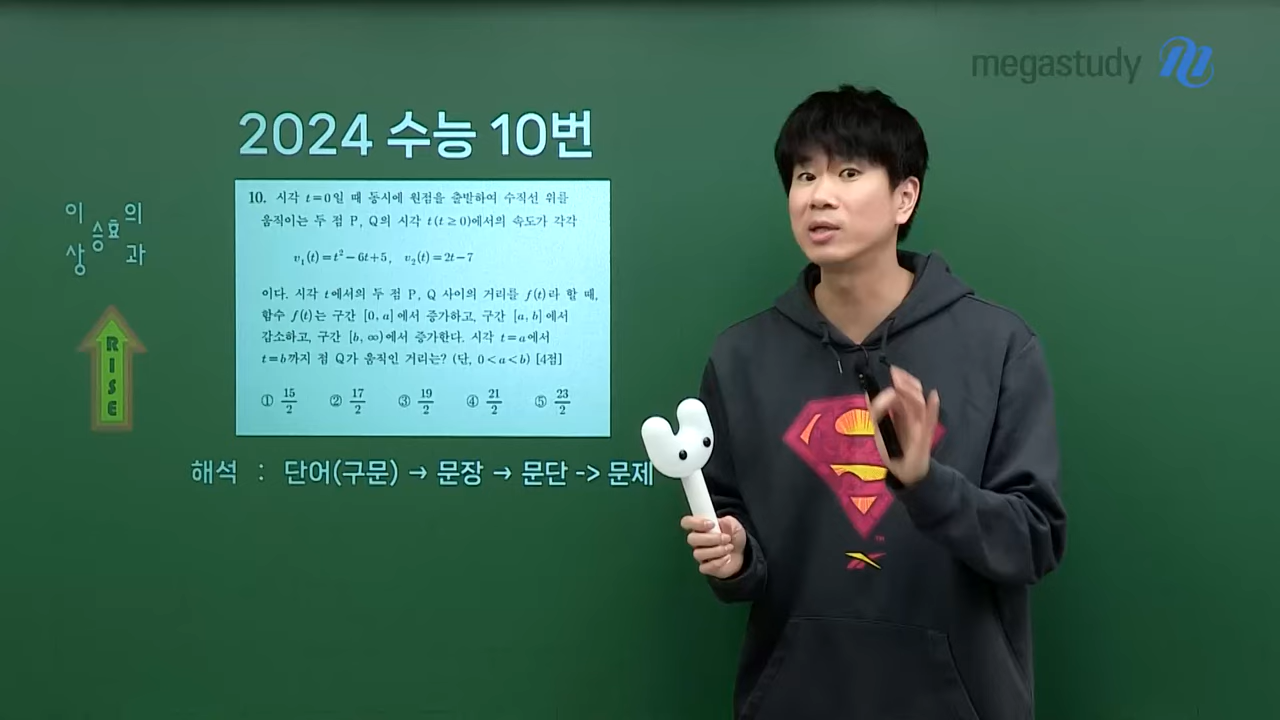 megastudy
2024 수능 10번
10. 시각 t=0일 때 동시에 원점을 출발하여 수직선 위를
움직이는 두 점 P, Q의 시각 t(t≥0)에서의 속도가 각각
v₁(t)=t²-6t+5, v₂(t)=2t-7
이다. 시각 t에서의 두 점 P, Q 사이의 거리를 f(t)라 할 때,
함수 f(t)는 구간 [0, a]에서 증가하고, 구간 [a, b]에서
감소하고, 구간 [b, ∞)에서 증가한다. 시각 t=a에서
t=b까지 점 Q가 움직인 거리는? (단, 0<a<b) [4점]
① 15/2 ② 17/2 ③ 19/2 ④ 21/2 ⑤ 23/2
이승효의
상과
RISE
해석 : 단어(구문) → 문장 → 문단 -> 문제
S
TM